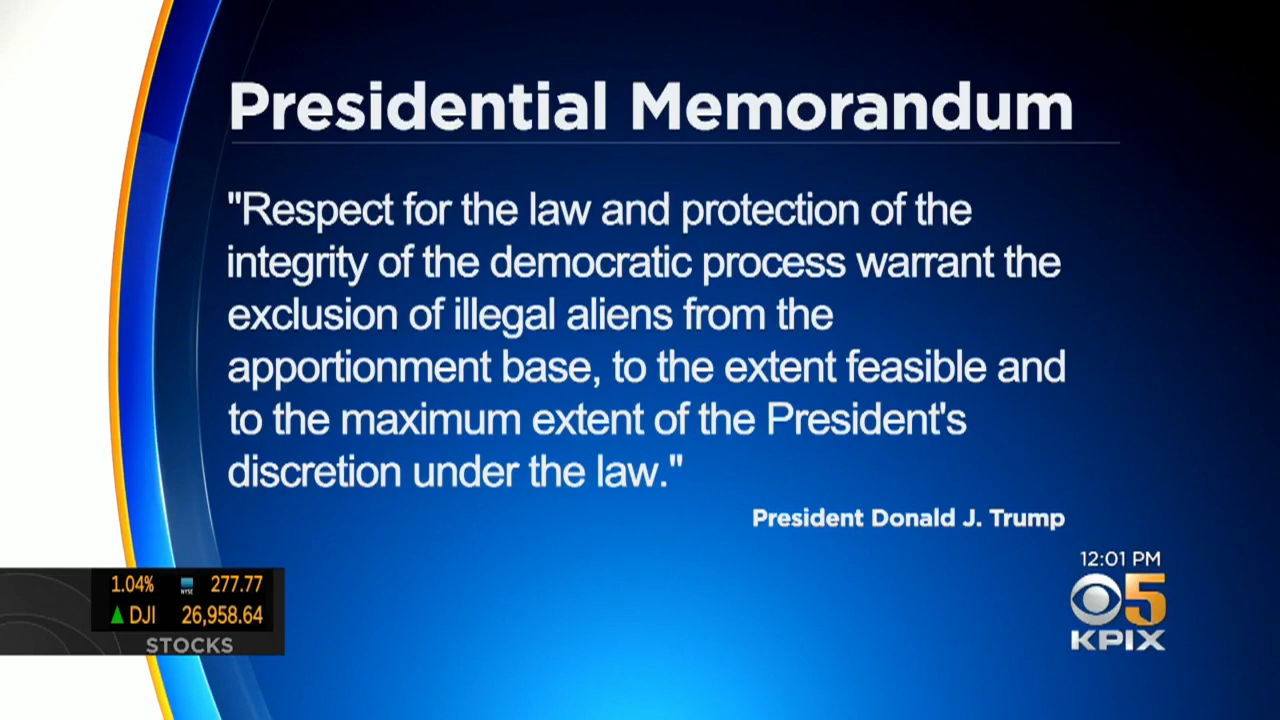 Presidential Memorandum
"Respect for the law and protection of the
integrity of the democratic process warrant the
exclusion of illegal aliens from the
apportionment base, to the extent feasible and
to the maximum extent of the President's
discretion under the law."
President Donald J. Trump
12:01 PM
5
KPIX
1.04% NYSE 277.77
DJI 26,958.64
STOCKS